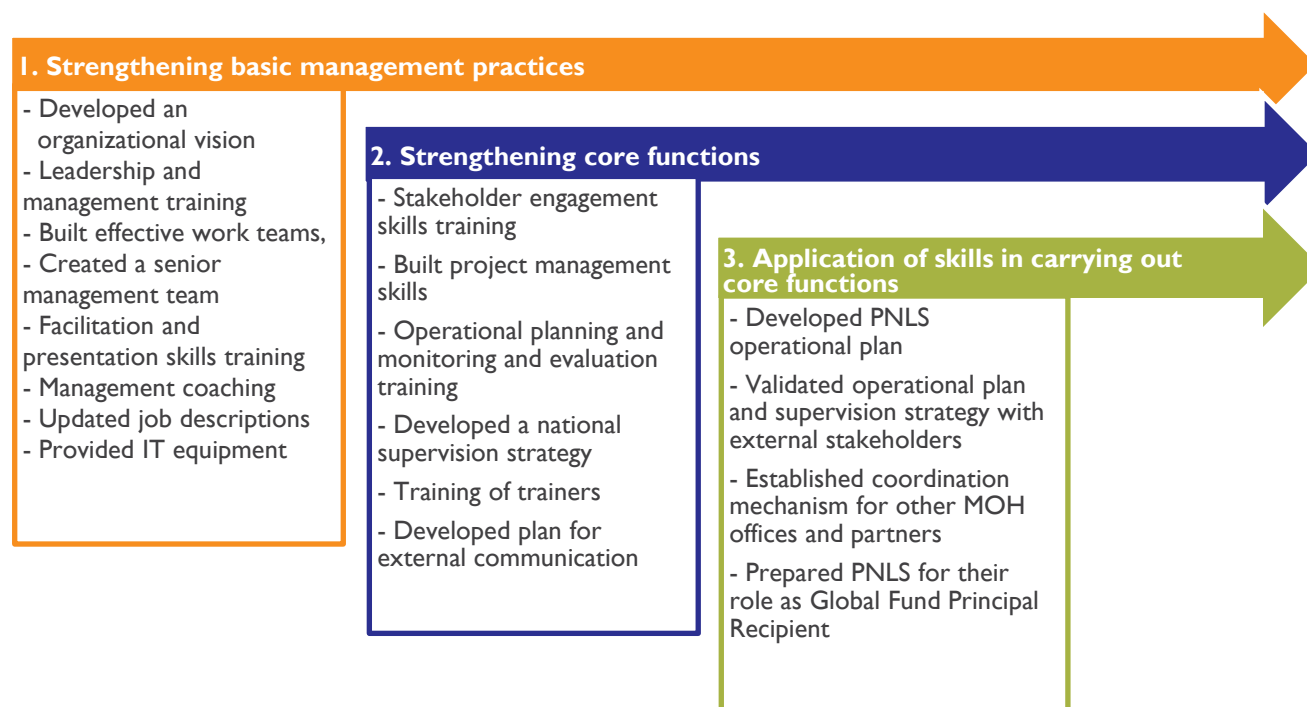 1. Strengthening basic management practices
- Developed an
organizational vision
- Leadership and
management training
- Built effective work teams,
- Created a senior
management team
- Facilitation and
presentation skills training
- Management coaching
- Updated job descriptions
- Provided IT equipment
2. Strengthening core functions
- Stakeholder engagement
skills training
- Built project management
skills
- Operational planning and
monitoring and evaluation
training
- Developed a national
supervision strategy
- Training of trainers
- Developed plan for
external communication
3. Application of skills in carrying out
core functions
- Developed PNLS
operational plan
- Validated operational plan
and supervision strategy with
external stakeholders
- Established coordination
mechanism for other MOH
offices and partners
- Prepared PNLS for their
role as Global Fund Principal
Recipient